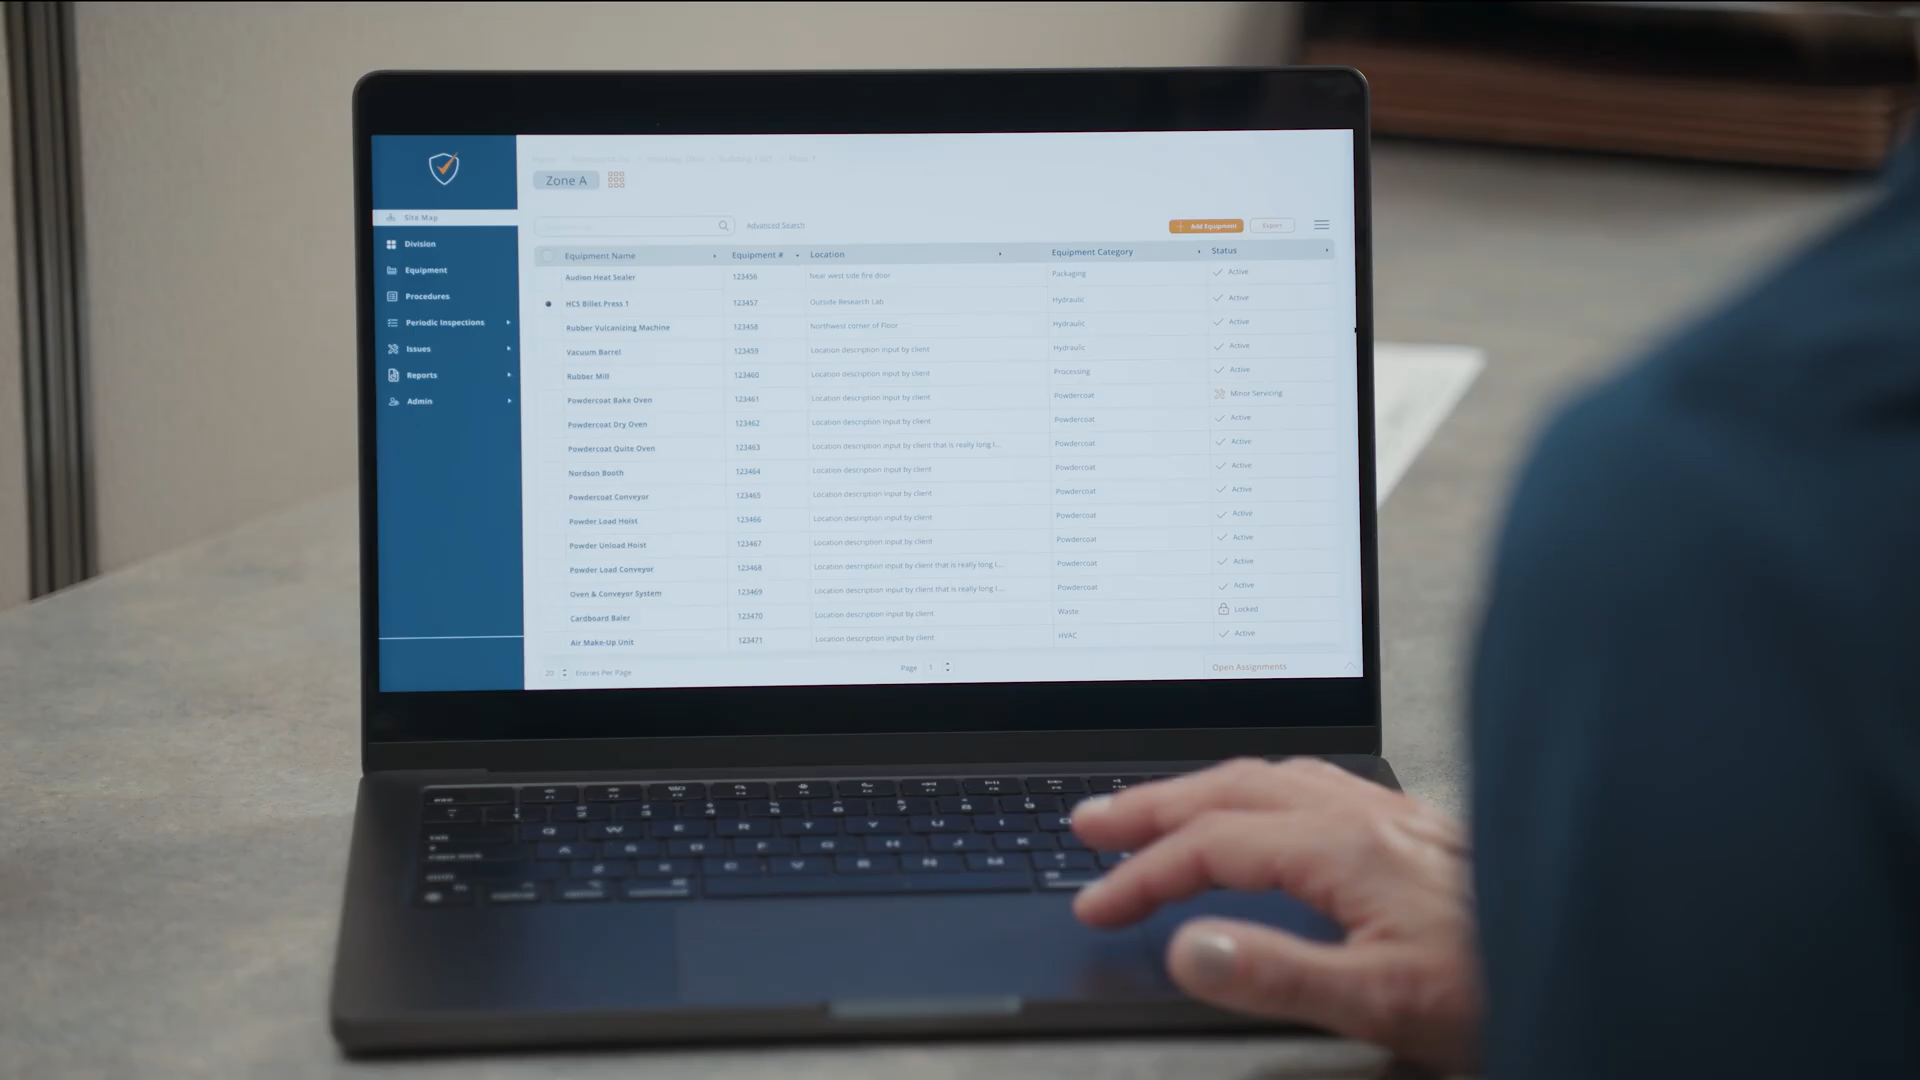 Zone A
Site Map
Division
Equipment
Procedures
Periodic Inspections
Issues
Reports
Admin
Advanced Search
Add Equipment
Export
Equipment Name Equipment # Location Equipment Category Status
Audion Heat Sealer 123456 Near west side fire door Packaging Active
HCS Billet Press 1 123457 Outside Research Lab Hydraulic Active
Rubber Vulcanizing Machine 123458 Northwest corner of Floor Hydraulic Active
Vacuum Barrel 123459 Location description input by client Hydraulic Active
Rubber Mill 123460 Location description input by client Processing Active
Powdercoat Bake Oven 123461 Location description input by client Powdercoat Minor Servicing
Powdercoat Dry Oven 123462 Location description input by client Powdercoat Active
Powdercoat Quite Oven 123463 Location description input by client that is really long l... Powdercoat Active
Nordson Booth 123464 Location description input by client Powdercoat Active
Powdercoat Conveyor 123465 Location description input by client Powdercoat Active
Powder Load Hoist 123466 Location description input by client Powdercoat Active
Powder Unload Hoist 123467 Location description input by client Powdercoat Active
Powder Load Conveyor 123468 Location description input by client that is really long l... Powdercoat Active
Oven & Conveyor System 123469 Location description input by client that is really long l... Powdercoat Active
Cardboard Baler 123470 Location description input by client Waste Locked
Air Make-Up Unit 123471 Location description input by client HVAC Active
20 Entries Per Page Page 1 Open Assignments
Q W E R T Y U I
A S D F G H J K
Z X C V B N M